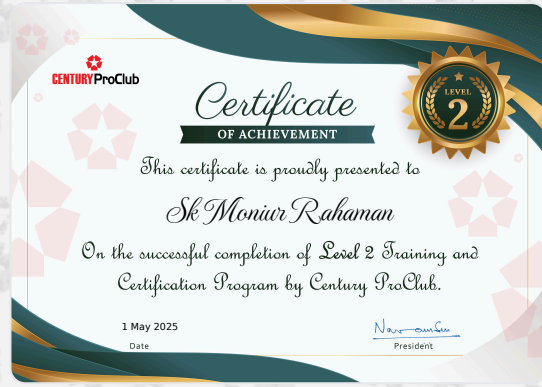 CENTURY ProClub
Certificate
OF ACHIEVEMENT
LEVEL
2
This certificate is proudly presented to
Sk Moniur Rahaman
On the successful completion of Level 2 Training and
Certification Program by Century ProClub.
1 May 2025
Date
President